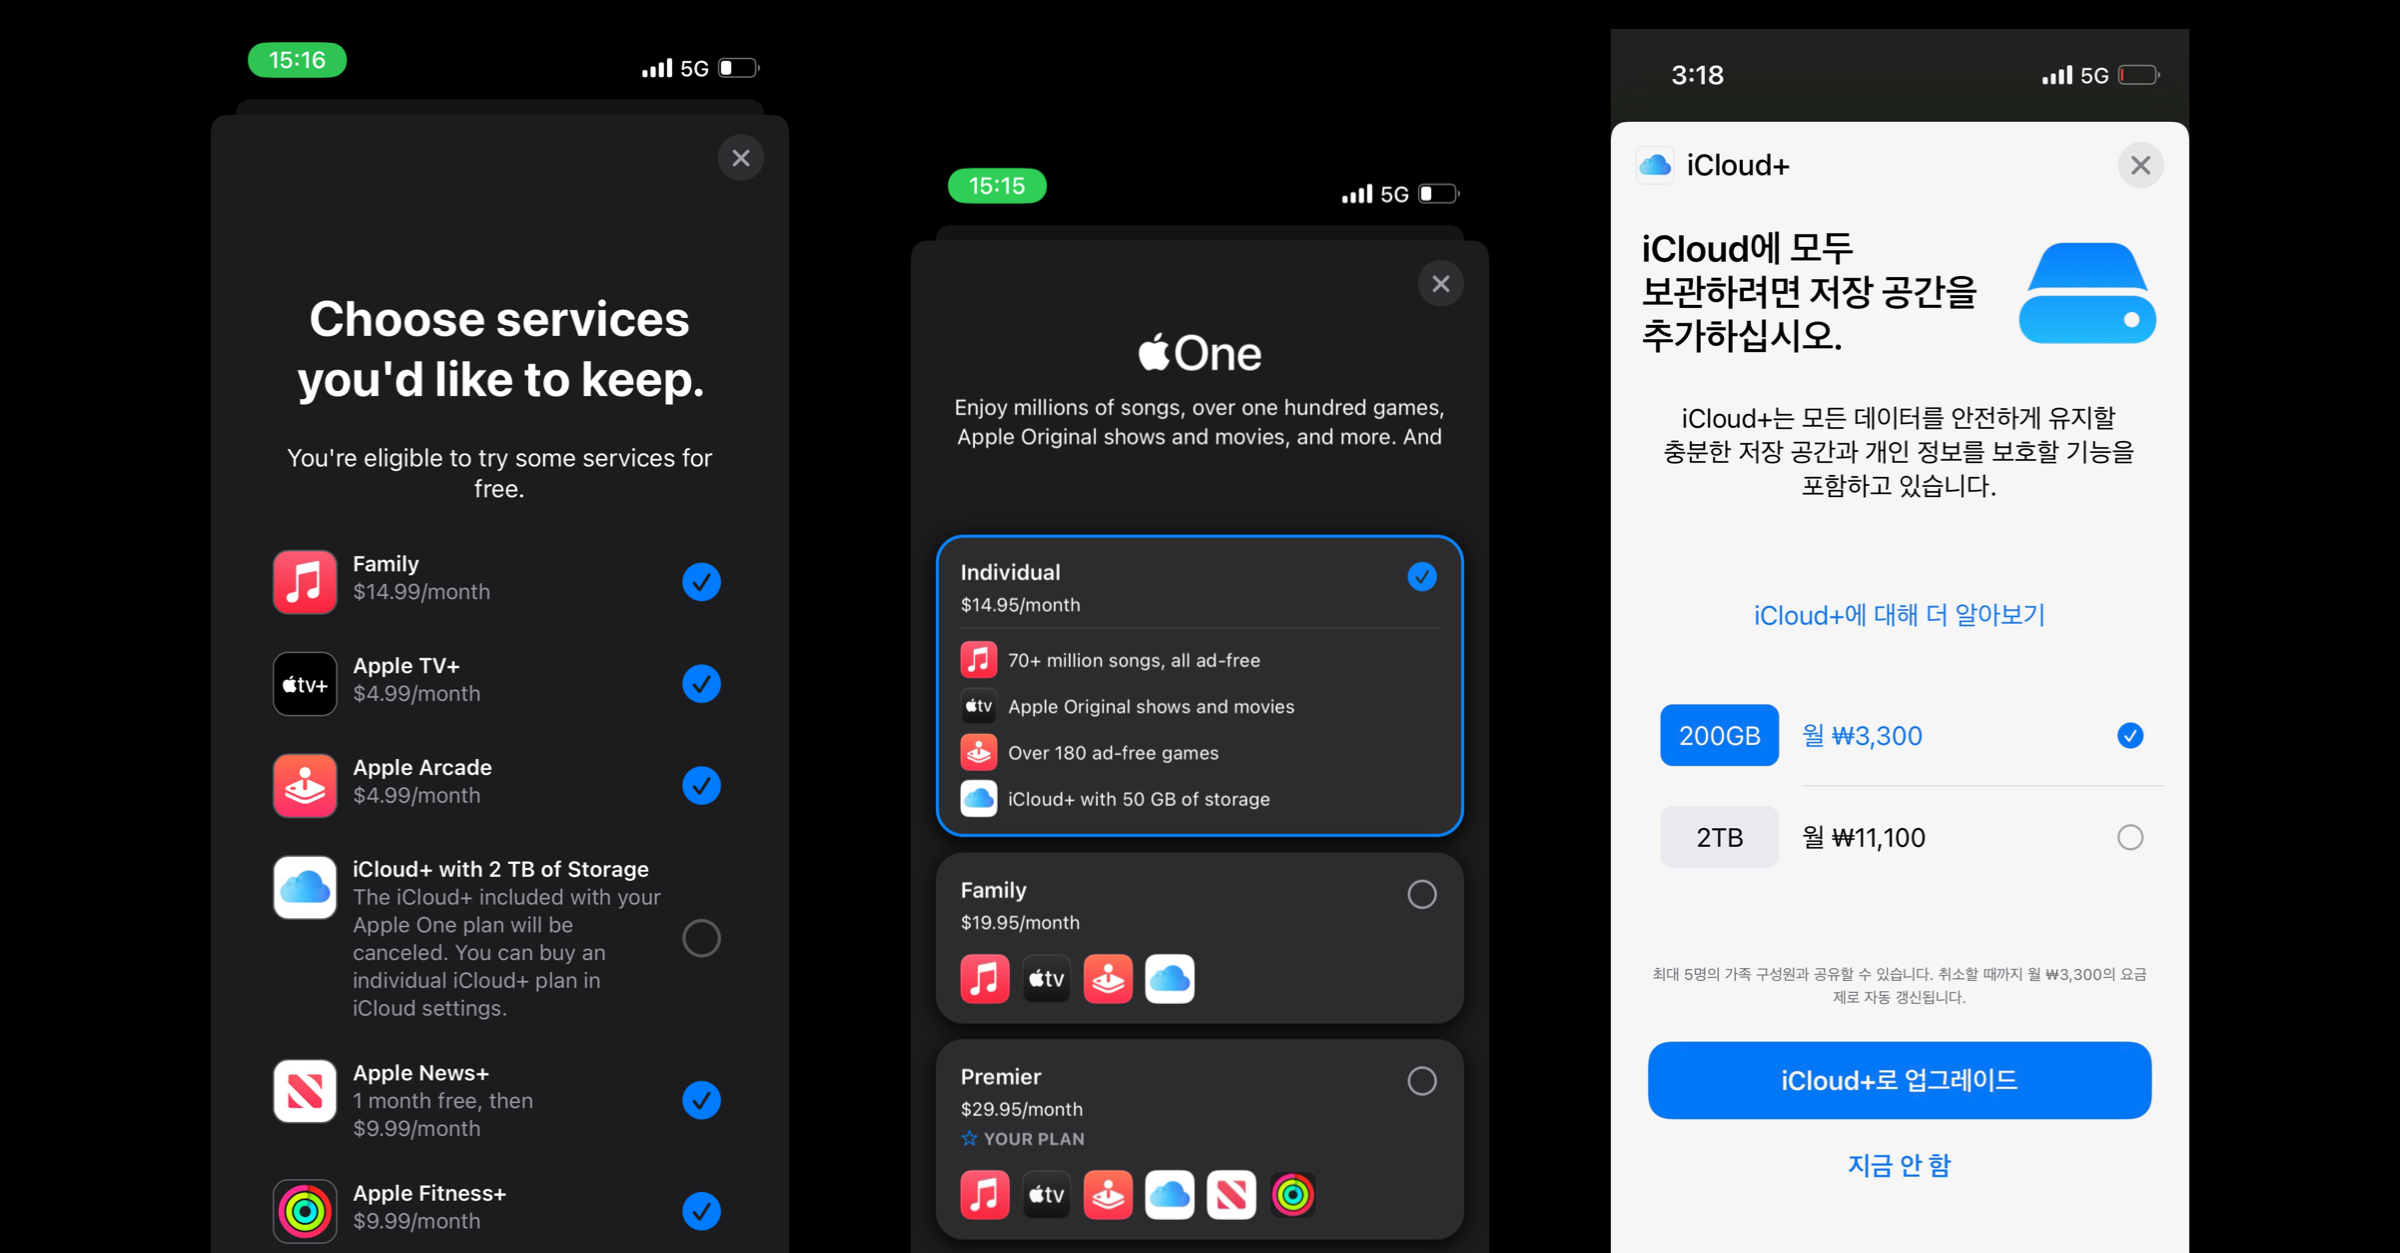 15:16
5G
Choose services
you'd like to keep.
You're eligible to try some services for
free.
Family
$14.99/month
tv+
Apple TV+
$4.99/month
Apple Arcade
$4.99/month
iCloud+ with 2 TB of Storage
The iCloud+ included with your
Apple One plan will be
canceled. You can buy an
individual iCloud+ plan in
iCloud settings.
Apple News+
1 month free, then
$9.99/month
Apple Fitness+
$9.99/month
15:15
5G
One
Enjoy millions of songs, over one hundred games,
Apple Original shows and movies, and more. And
Individual
$14.95/month
70+ million songs, all ad-free
tv
Apple Original shows and movies
Over 180 ad-free games
iCloud+ with 50 GB of storage
Family
$19.95/month
tv
Premier
$29.95/month
YOUR PLAN
tv
3:18
5G
iCloud+
iCloud에 모두
보관하려면 저장 공간을
추가하십시오.
iCloud+는 모든 데이터를 안전하게 유지할
충분한 저장 공간과 개인 정보를 보호할 기능을
포함하고 있습니다.
iCloud+에 대해 더 알아보기
200GB 월 ₩3,300
2TB 월 ₩11,100
최대 5명의 가족 구성원과 공유할 수 있습니다. 취소할 때까지 월 ₩3,300의 요금
제로 자동 갱신됩니다.
iCloud+로 업그레이드
지금 안 함